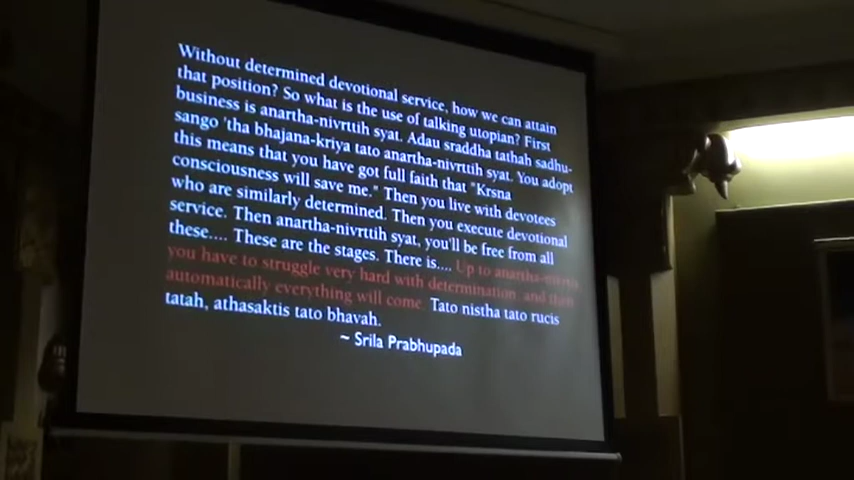 Without determined devotional service, how we can attain
that position? So what is the use of talking utopian? First
business is anartha-nivrttih syat. Adau sraddha tathah sadhu-
sango 'tha bhajana-kriya tato anartha-nivrttih syat. You adopt
this means that you have got full faith that "Krsna
consciousness will save me." Then you live with devotees
who are similarly determined. Then you execute devotional
service. Then anartha-nivrttih syat, you'll be free from all
these.... These are the stages. There is.... Up to anartha-nivrtti
you have to struggle very hard with determination, and then
automatically everything will come. Tato nistha tato rucis
tatah, athasaktis tato bhavah.
~ Srila Prabhupada